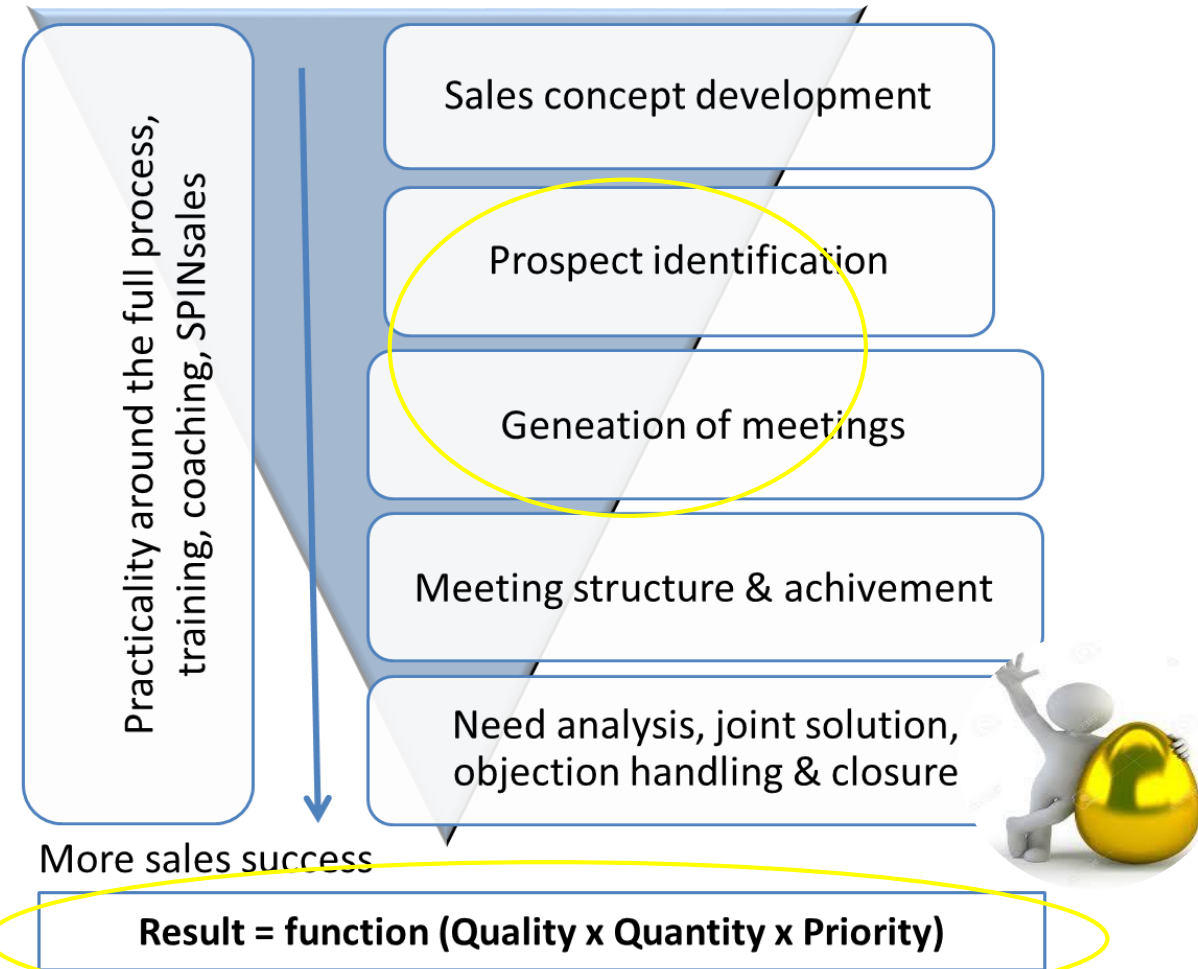 Practicality around the full process,
training, coaching, SPINsales
Sales concept development
Prospect identification
Geneation of meetings
Meeting structure & achivement
Need analysis, joint solution,
objection handling & closure
More sales success
Result = function (Quality x Quantity x Priority)